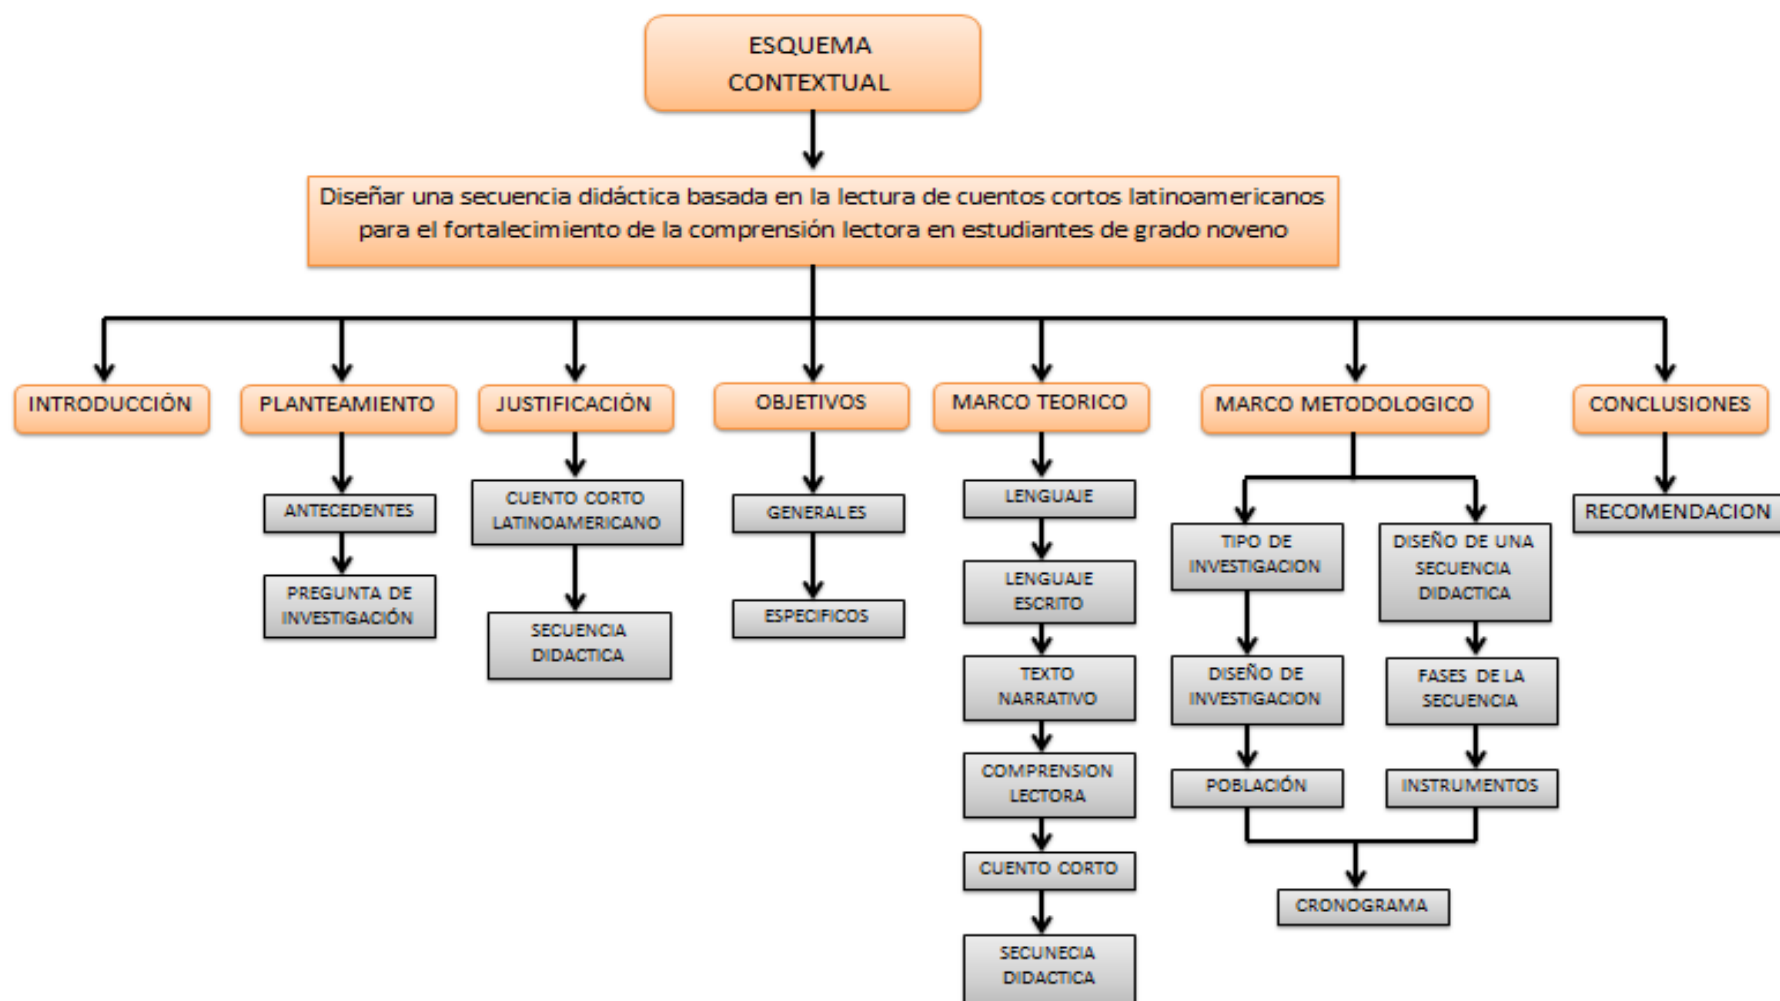 ESQUEMA
CONTEXTUAL
Diseñar una secuencia didáctica basada en la lectura de cuentos cortos latinoamericanos
para el fortalecimiento de la comprensión lectora en estudiantes de grado noveno
INTRODUCCIÓN
PLANTEAMIENTO
ANTECEDENTES
PREGUNTA DE
INVESTIGACIÓN
JUSTIFICACIÓN
CUENTO CORTO
LATINOAMERICANO
SECUENCIA
DIDACTICA
OBJETIVOS
GENERALES
ESPECIFICOS
MARCO TEORICO
LENGUAJE
LENGUAJE
ESCRITO
TEXTO
NARRATIVO
COMPRENSION
LECTORA
CUENTO CORTO
SECUNECIA
DIDACTICA
MARCO METODOLOGICO
TIPO DE
INVESTIGACION
DISEÑO DE
INVESTIGACION
POBLACIÓN
DISEÑO DE UNA
SECUENCIA
DIDACTICA
FASES DE LA
SECUENCIA
INSTRUMENTOS
CRONOGRAMA
CONCLUSIONES
RECOMENDACION